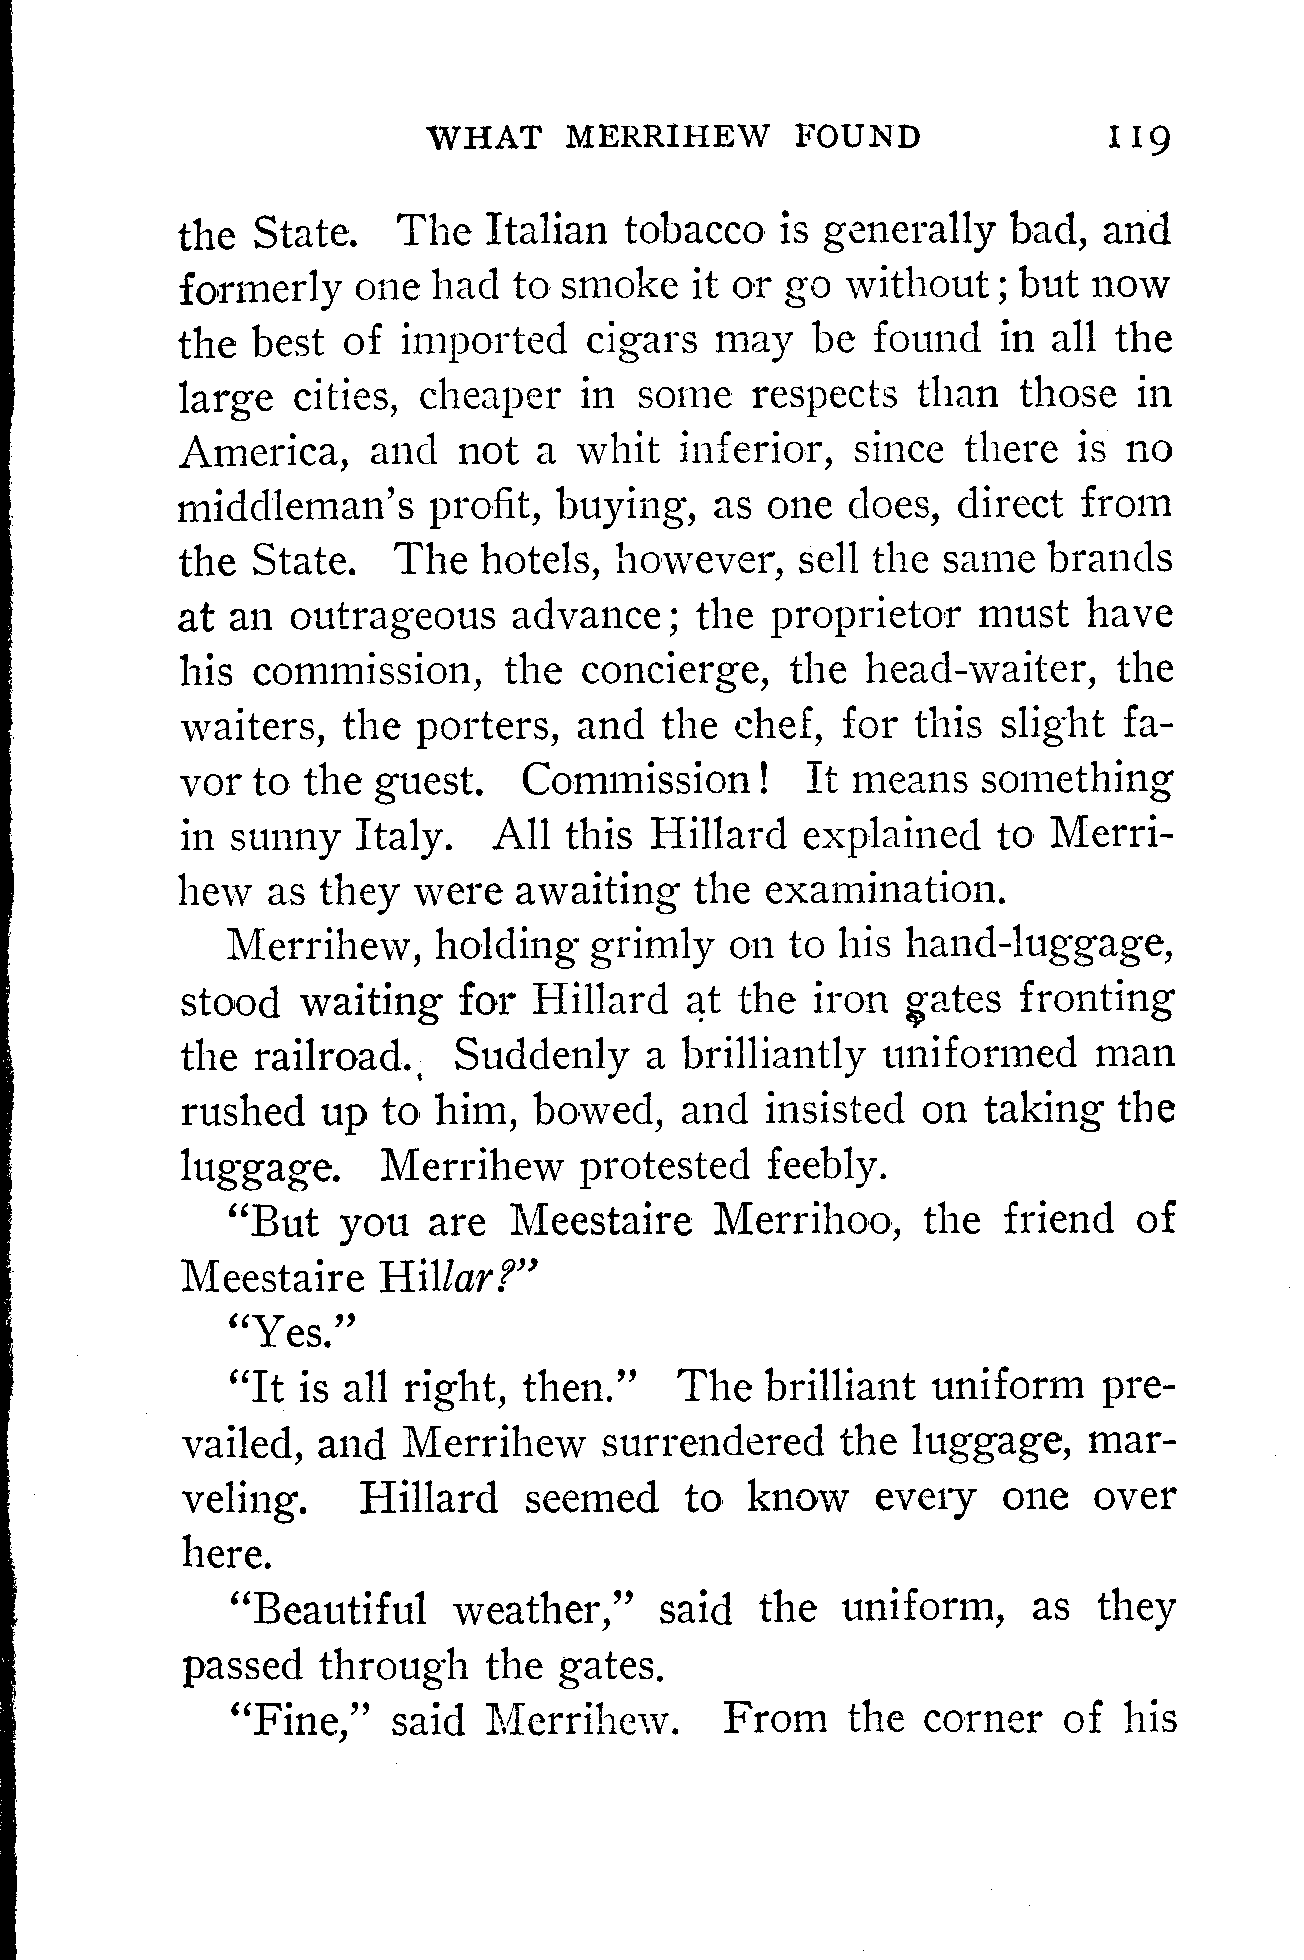 WHAT MERRIHEW FOUND 119
the State. The Italian tobacco is generally bad, and
formerly one had to smoke it or go without; but now
the best of imported cigars may be found in all the
large cities, cheaper in some respects than those in
America, and not a whit inferior, since there is no
middleman's profit, buying, as one does, direct from
the State. The hotels, however, sell the same brands
at an outrageous advance; the proprietor must have
his commission, the concierge, the head-waiter, the
waiters, the porters, and the chef, for this slight fa-
vor to the guest. Commission! It means something
in sunny Italy. All this Hillard explained to Merri-
hew as they were awaiting the examination.
Merrihew, holding grimly on to his hand-luggage,
stood waiting for Hillard at the iron gates fronting
the railroad. Suddenly a brilliantly uniformed man
rushed up to him, bowed, and insisted on taking the
luggage. Merrihew protested feebly.
“But you are Meestaire Merrihoo, the friend of
Meestaire Hillar?”
“Yes.”
“It is all right, then.” The brilliant uniform pre-
vailed, and Merrihew surrendered the luggage, mar-
veling. Hillard seemed to know every one over
here.
“Beautiful weather,” said the uniform, as they
passed through the gates.
“Fine,” said Merrihew. From the corner of his